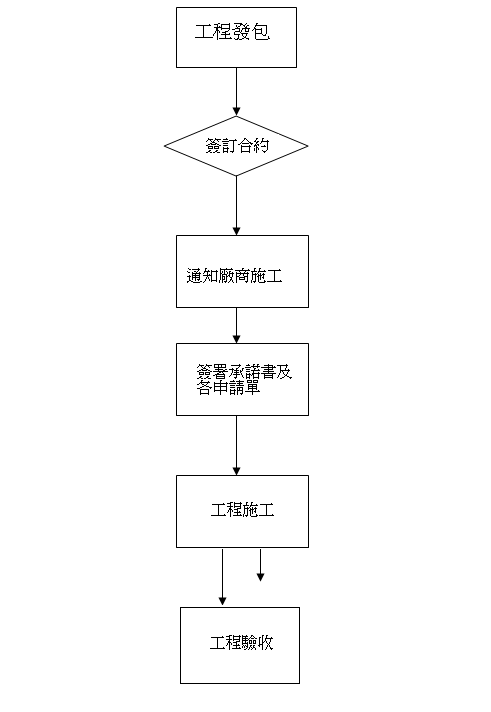 工程發包
簽訂合約
通知廠商施工
簽署承諾書及
各申請單
工程施工
工程驗收